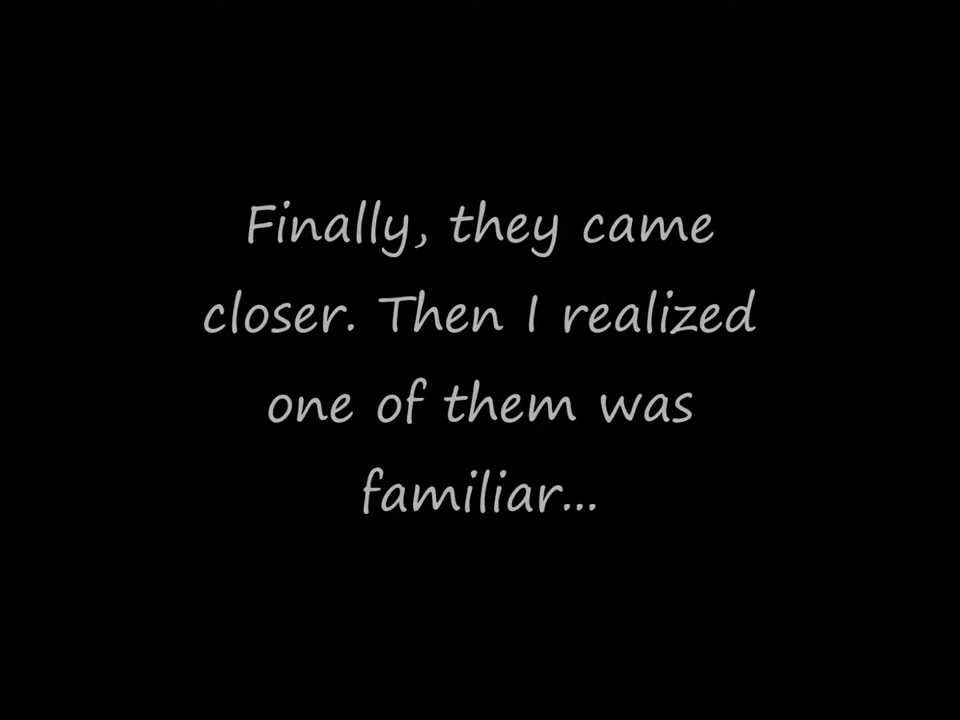 Finally, they came
closer. Then I realized
one of them was
familiar...